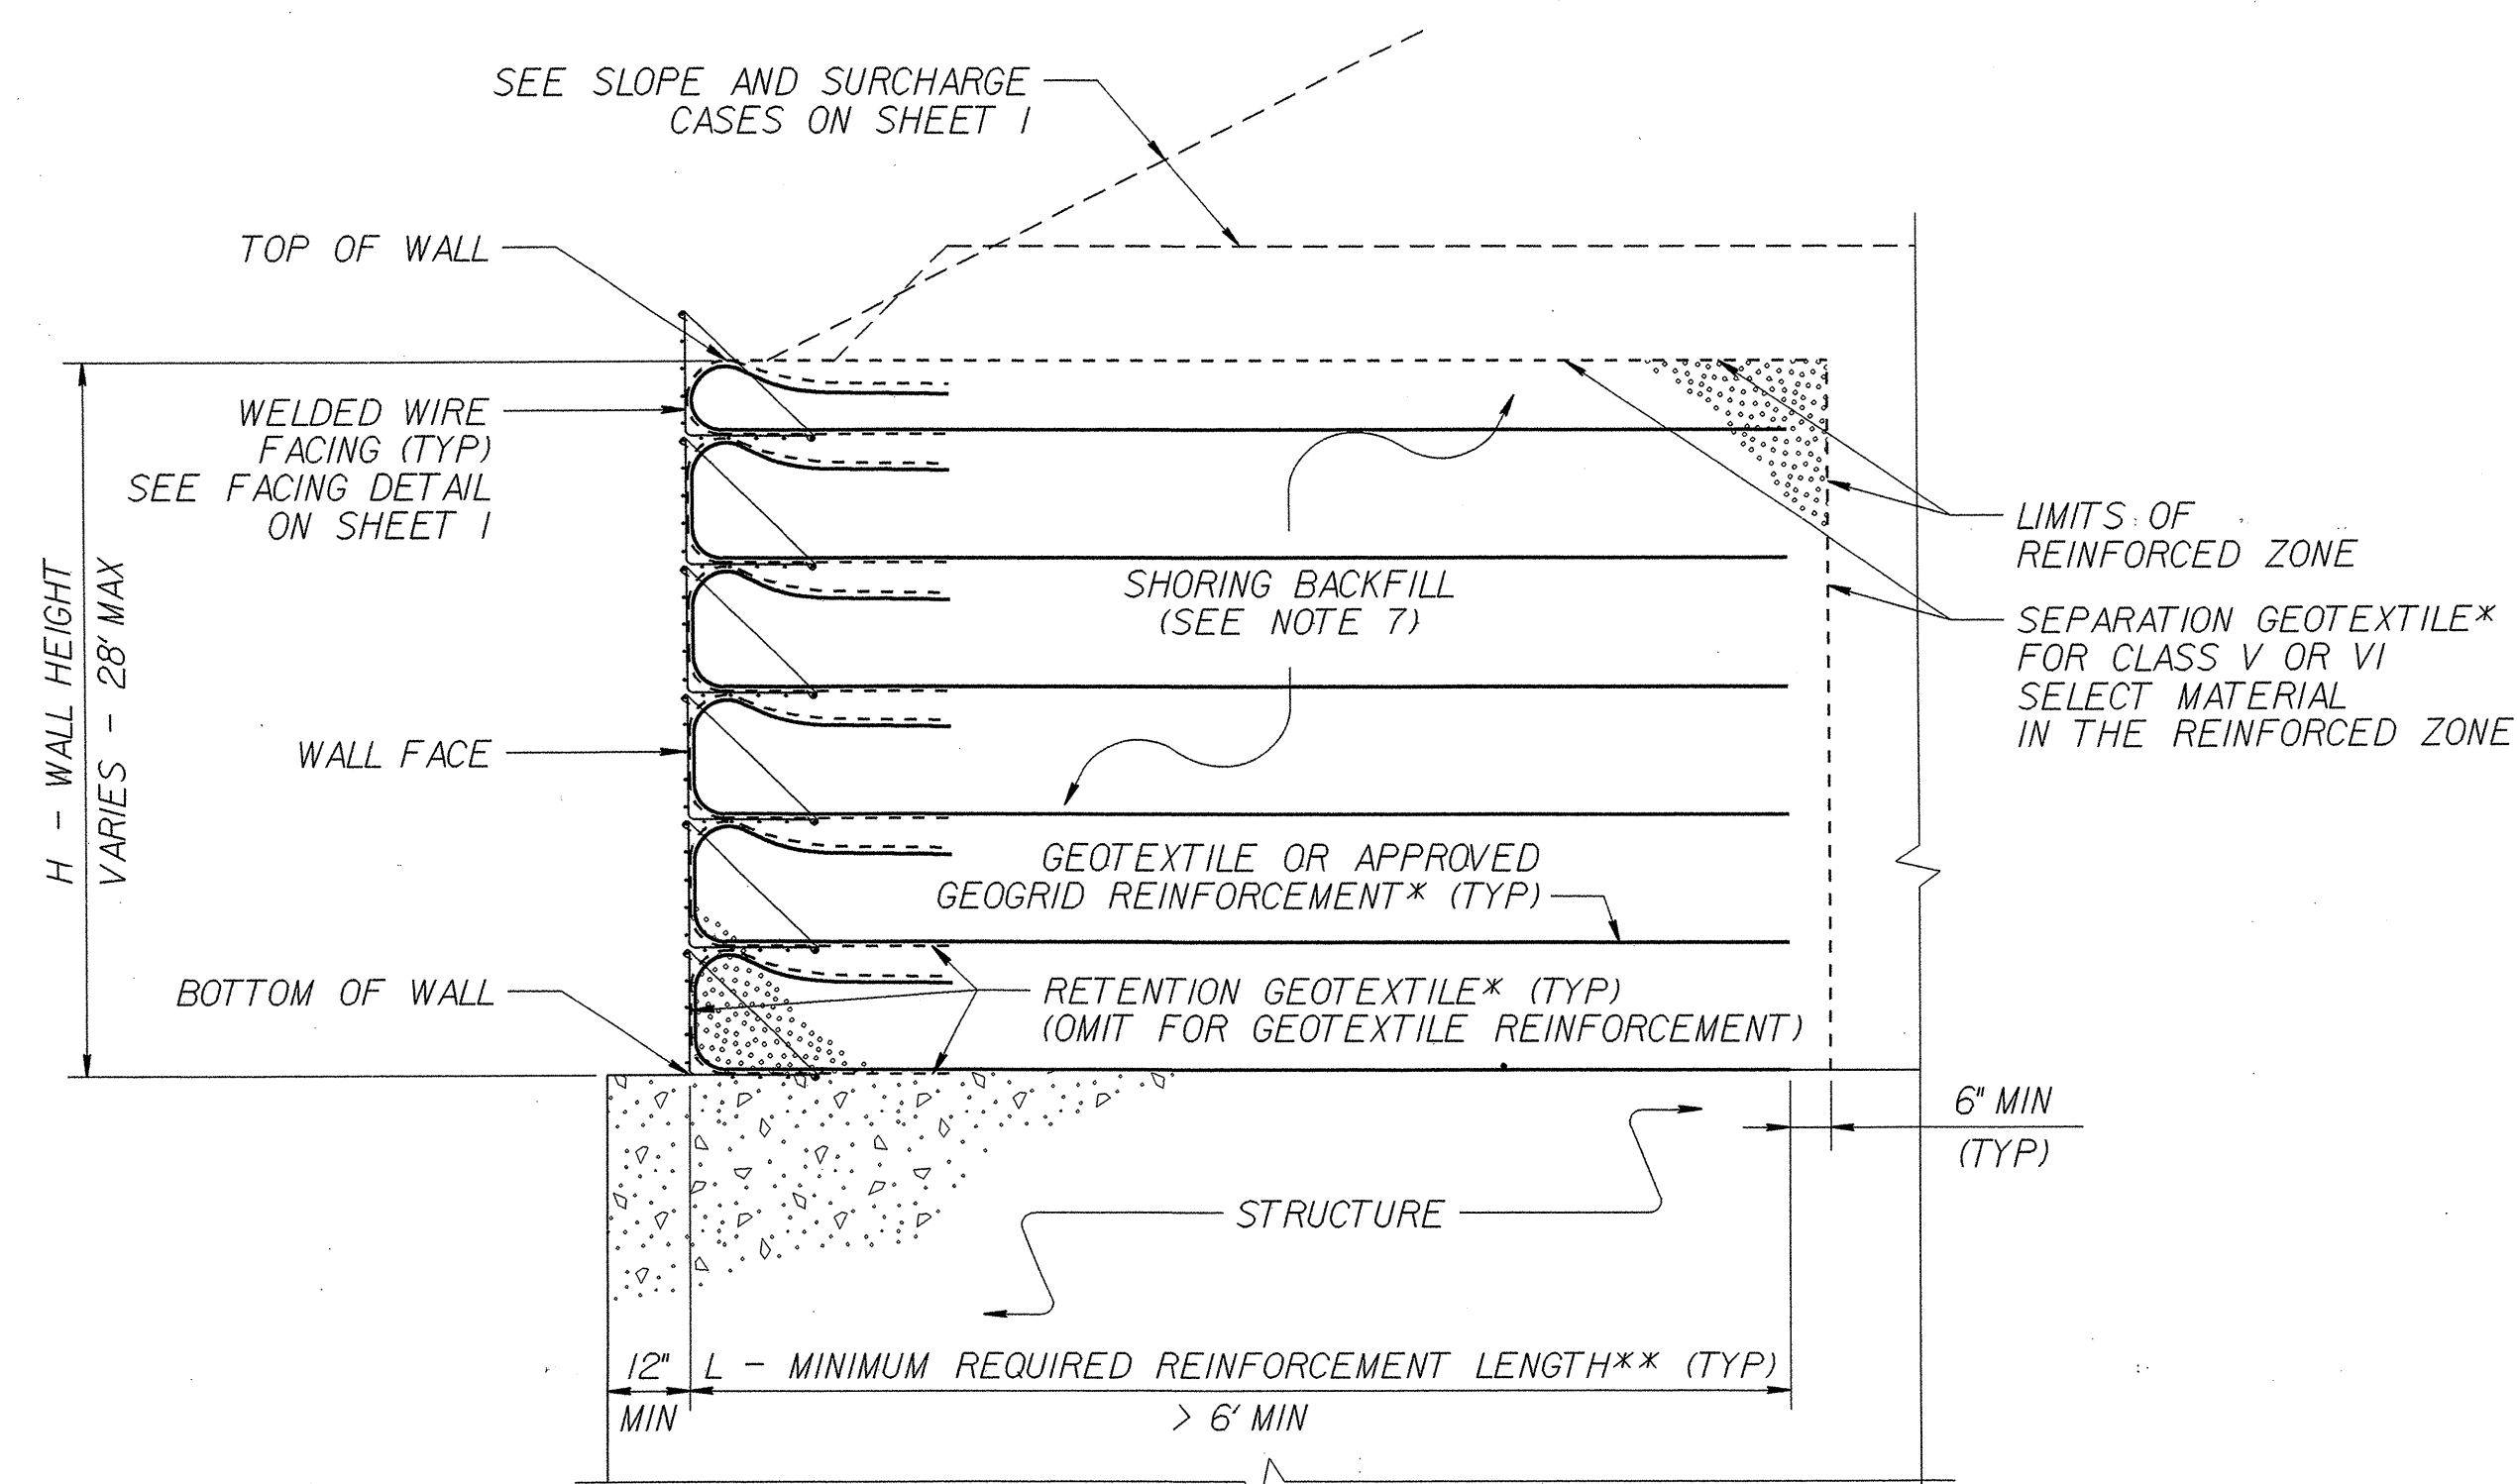 SEE SLOPE AND SURCHARGE
CASES ON SHEET 1
TOP OF WALL
WELDED WIRE
FACING (TYP)
SEE FACING DETAIL
ON SHEET 1
H - WALL HEIGHT
VARIES - 28' MAX
LIMITS OF
REINFORCED ZONE
SHORING BACKFILL
(SEE NOTE 7)
SEPARATION GEOTEXTILE*
FOR CLASS V OR VI
SELECT MATERIAL
IN THE REINFORCED ZONE
WALL FACE
GEOTEXTILE OR APPROVED
GEOGRID REINFORCEMENT* (TYP)
BOTTOM OF WALL
RETENTION GEOTEXTILE* (TYP)
(OMIT FOR GEOTEXTILE REINFORCEMENT)
6" MIN
(TYP)
STRUCTURE
12"
MIN
L - MINIMUM REQUIRED REINFORCEMENT LENGTH** (TYP)
> 6' MIN